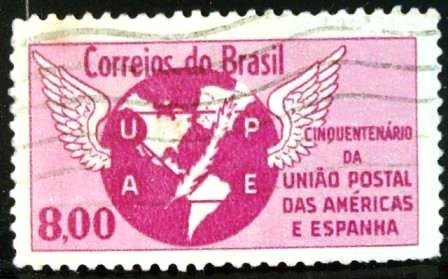 Correios do Brasil
U P
A E
CINQUENTENÁRIO
DA
UNIÃO POSTAL
DAS AMÉRICAS
E ESPANHA
8,00